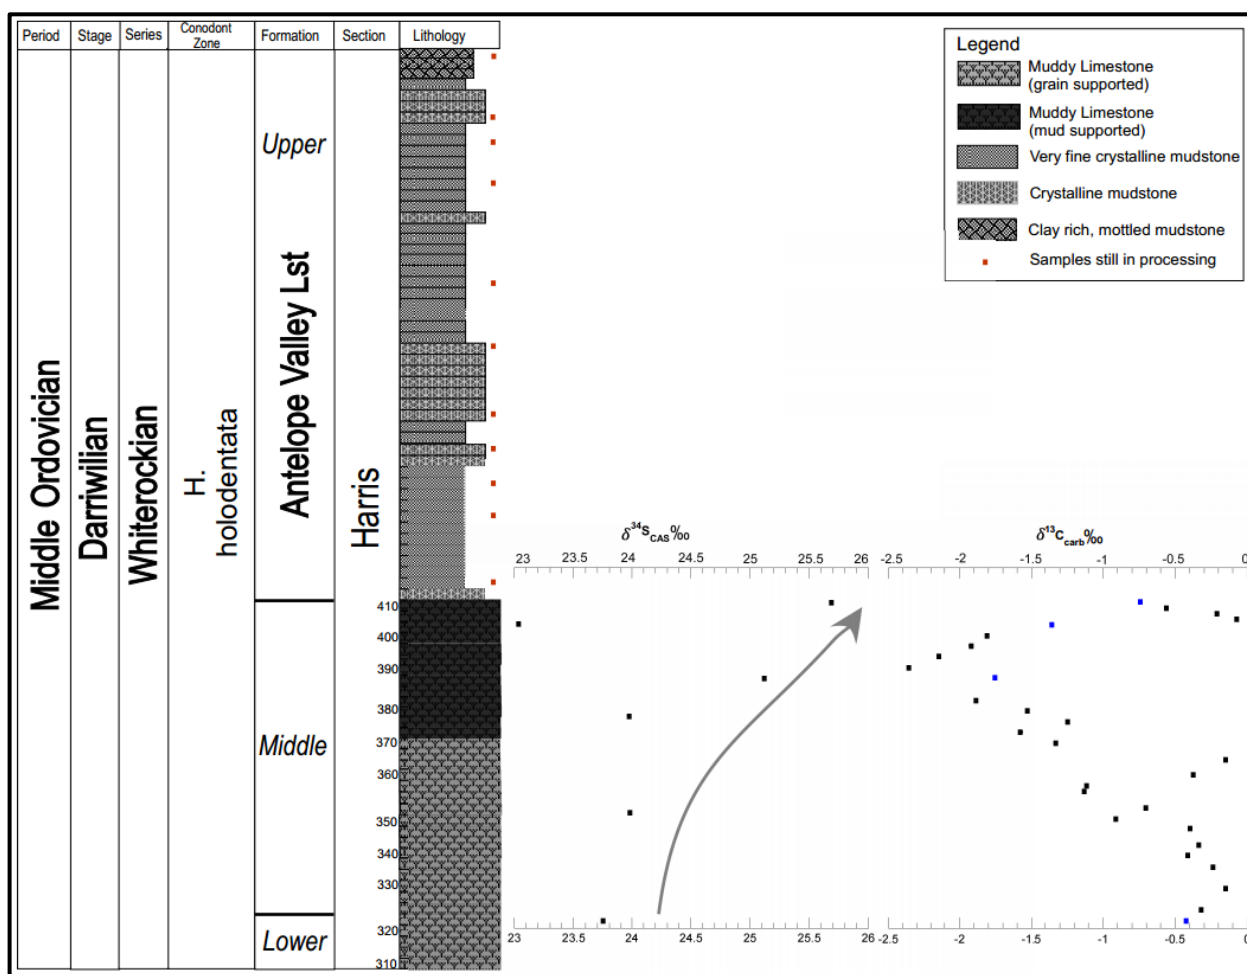 Period Stage Series Conodont Zone Formation Section Lithology
Legend
Muddy Limestone
(grain supported)
Muddy Limestone
(mud supported)
Very fine crystalline mudstone
Crystalline mudstone
Clay rich, mottled mudstone
Samples still in processing
Middle Ordovician
Darriwilian
Whiterockian
H.
holodentata
Upper
Antelope Valley Lst
Middle
Lower
Harris
410
400
390
380
370
360
350
340
330
320
310
δ34SCAS‰
23 23.5 24 24.5 25 25.5 26
23 23.5 24 24.5 25 25.5 26
δ13Ccarb‰
-2.5 -2 -1.5 -1 -0.5 0
-2.5 -2 -1.5 -1 -0.5 0